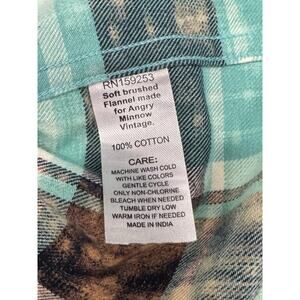 RN159253
Soft brushed
Flannel made
for Angry
Minnow
Vintage.
100% COTTON
CARE:
MACHINE WASH COLD
WITH LIKE COLORS
GENTLE CYCLE
ONLY NON-CHLORINE
BLEACH WHEN NEEDED
TUMBLE DRY LOW
WARM IRON IF NEEDED
MADE IN INDIA